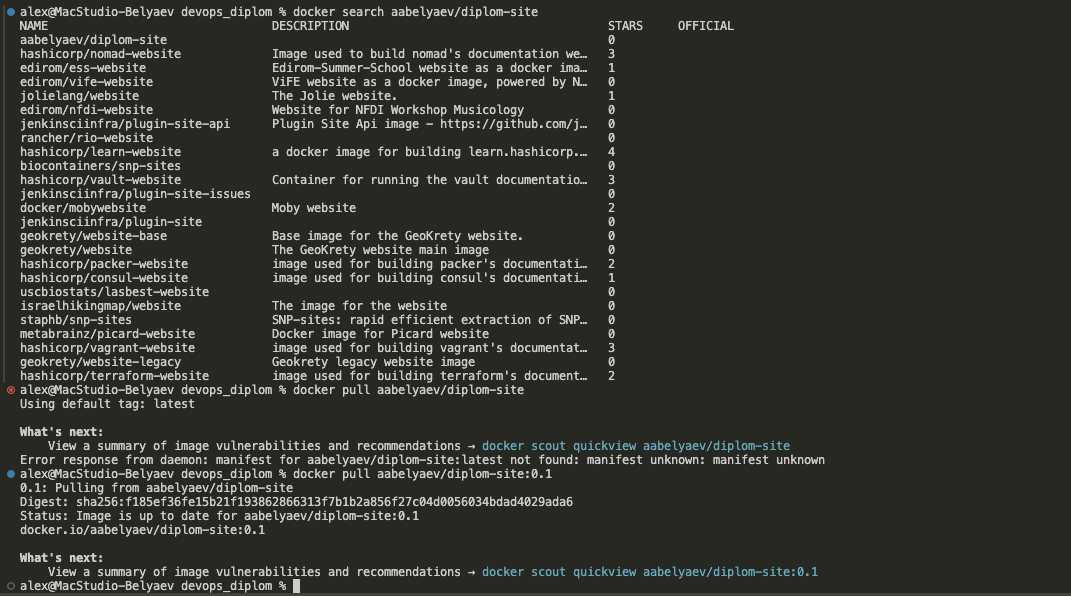 alex@MacStudio-Belyaev devops_diplom % docker search aabelyaev/diplom-site
NAME DESCRIPTION STARS OFFICIAL
aabelyaev/diplom-site 0
hashicorp/nomad-website Image used to build nomad's documentation we… 3
edirom/ess-website Edirom-Summer-School website as a docker ima… 1
edirom/vife-website ViFE website as a docker image, powered by N… 0
jolielang/website The Jolie website. 1
edirom/nfdi-website Website for NFDI Workshop Musicology 0
jenkinsciinfra/plugin-site-api Plugin Site Api image - https://github.com/j… 0
rancher/rio-website 0
hashicorp/learn-website a docker image for building learn.hashicorp.… 4
biocontainers/snp-sites 0
hashicorp/vault-website Container for running the vault documentatio… 3
jenkinsciinfra/plugin-site-issues 0
docker/mobywebsite Moby website 2
jenkinsciinfra/plugin-site 0
geokrety/website-base Base image for the GeoKrety website. 0
geokrety/website The GeoKrety website main image 0
hashicorp/packer-website image used for building packer's documentati… 2
hashicorp/consul-website image used for building consul's documentati… 1
uscbiostats/lasbest-website 0
israelhikingmap/website The image for the website 0
staphb/snp-sites SNP-sites: rapid efficient extraction of SNP… 0
metabrainz/picard-website Docker image for Picard website 0
hashicorp/vagrant-website image used for building vagrant's documentat… 3
geokrety/website-legacy Geokrety legacy website image 0
hashicorp/terraform-website image used for building terraform's document… 2
alex@MacStudio-Belyaev devops_diplom % docker pull aabelyaev/diplom-site
Using default tag: latest
What's next:
View a summary of image vulnerabilities and recommendations → docker scout quickview aabelyaev/diplom-site
Error response from daemon: manifest for aabelyaev/diplom-site:latest not found: manifest unknown: manifest unknown
alex@MacStudio-Belyaev devops_diplom % docker pull aabelyaev/diplom-site:0.1
0.1: Pulling from aabelyaev/diplom-site
Digest: sha256:f185ef36fe15b21f193862866313f7b1b2a856f27c04d0056034bdad4029ada6
Status: Image is up to date for aabelyaev/diplom-site:0.1
docker.io/aabelyaev/diplom-site:0.1
What's next:
View a summary of image vulnerabilities and recommendations → docker scout quickview aabelyaev/diplom-site:0.1
alex@MacStudio-Belyaev devops_diplom %